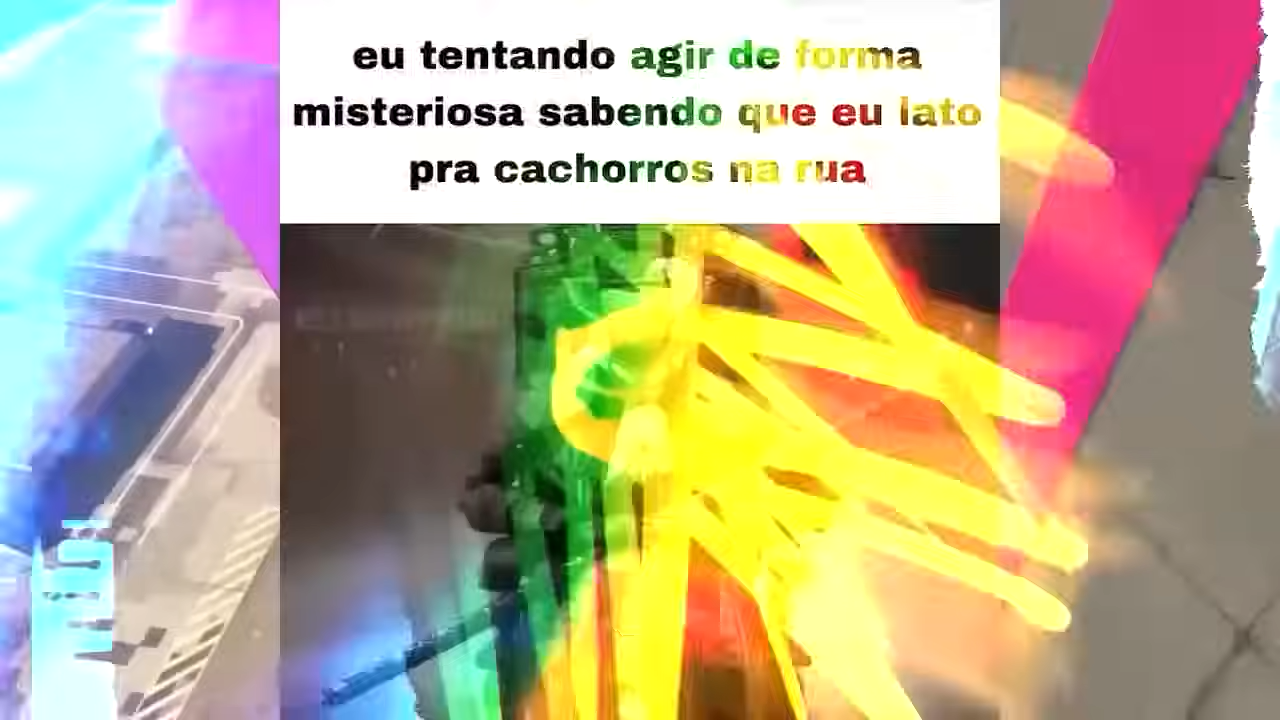 eu tentando agir de forma
misteriosa sabendo que eu lato
pra cachorros na rua